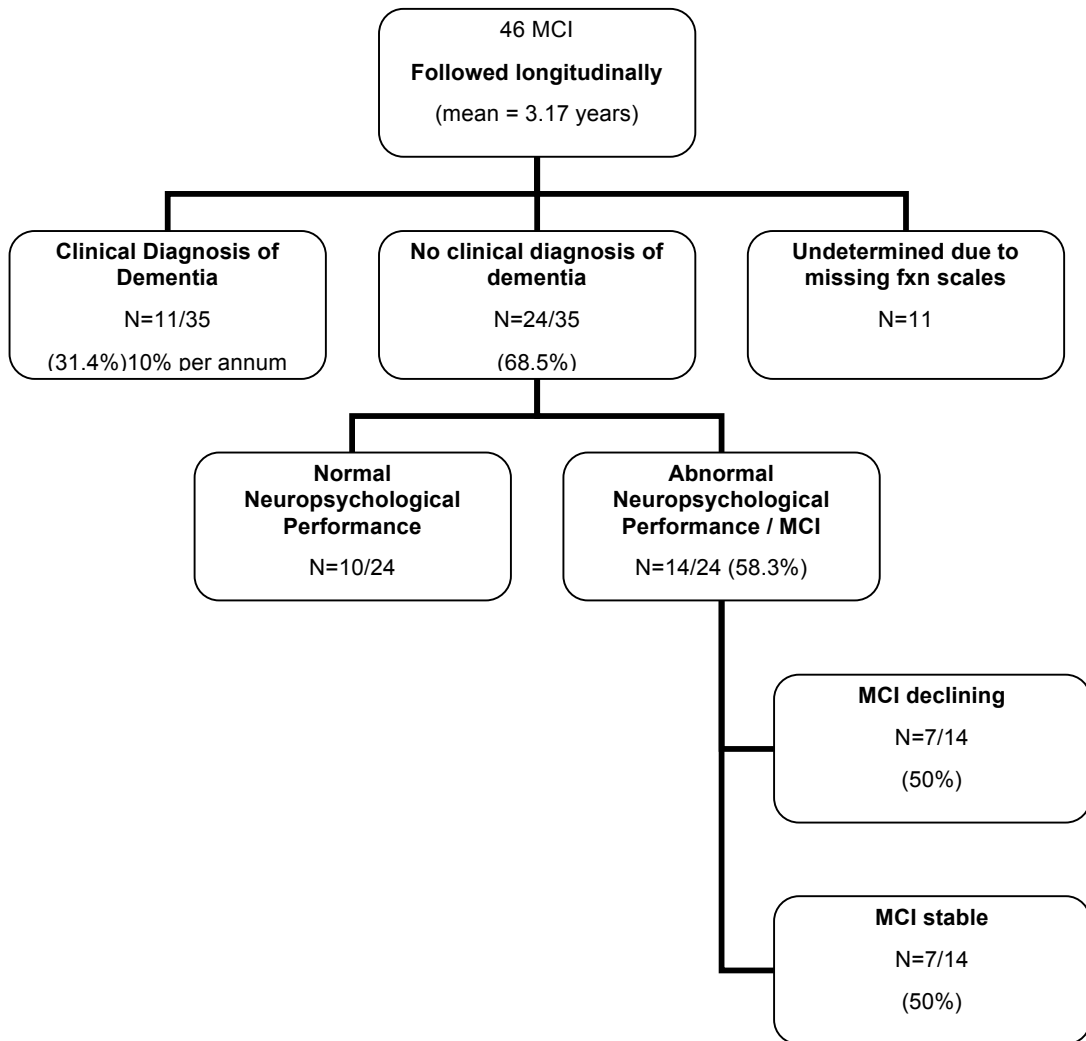 46 MCI
Followed longitudinally
(mean = 3.17 years)
Clinical Diagnosis of
Dementia
N=11/35
(31.4%)10% per annum
No clinical diagnosis of
dementia
N=24/35
(68.5%)
Undetermined due to
missing fxn scales
N=11
Normal
Neuropsychological
Performance
N=10/24
Abnormal
Neuropsychological
Performance / MCI
N=14/24 (58.3%)
MCI declining
N=7/14
(50%)
MCI stable
N=7/14
(50%)